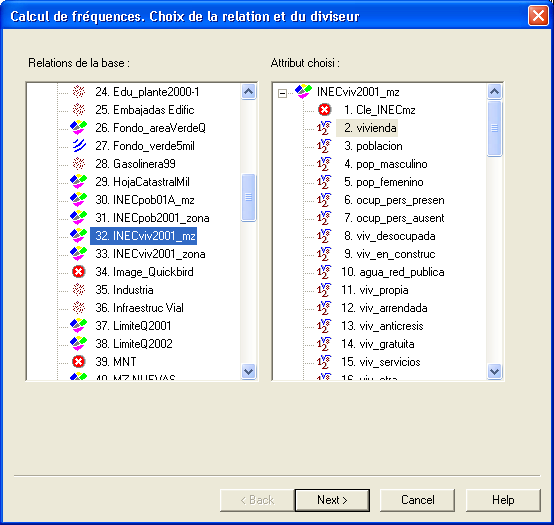 Calcul de fréquences. Choix de la relation et du diviseur
Relations de la base :
24. Edu_plante2000-1
25. Embajadas Edific
26. Fondo_areaVerdeQ
27. Fondo_verde5mil
28. Gasolinera99
29. HojaCatastralMil
30. INECpob01A_mz
31. INECpob2001_zona
32. INECviv2001_mz
33. INECviv2001_zona
34. Image_Quickbird
35. Industria
36. Infraestruc Vial
37. LimiteQ2001
38. LimiteQ2002
39. MNT
40. MZ NUEVAS
Attribut choisi :
INECviv2001_mz
1. Cle_INECmz
2. vivienda
3. poblacion
4. pop_masculino
5. pop_femenino
6. ocup_pers_presen
7. ocup_pers_ausent
8. viv_desocupada
9. viv_en_construc
10. agua_red_publica
11. viv_propia
12. viv_arrendada
13. viv_anticresis
14. viv_gratuita
15. viv_servicios
16. viv_otra
< Back
Next >
Cancel
Help